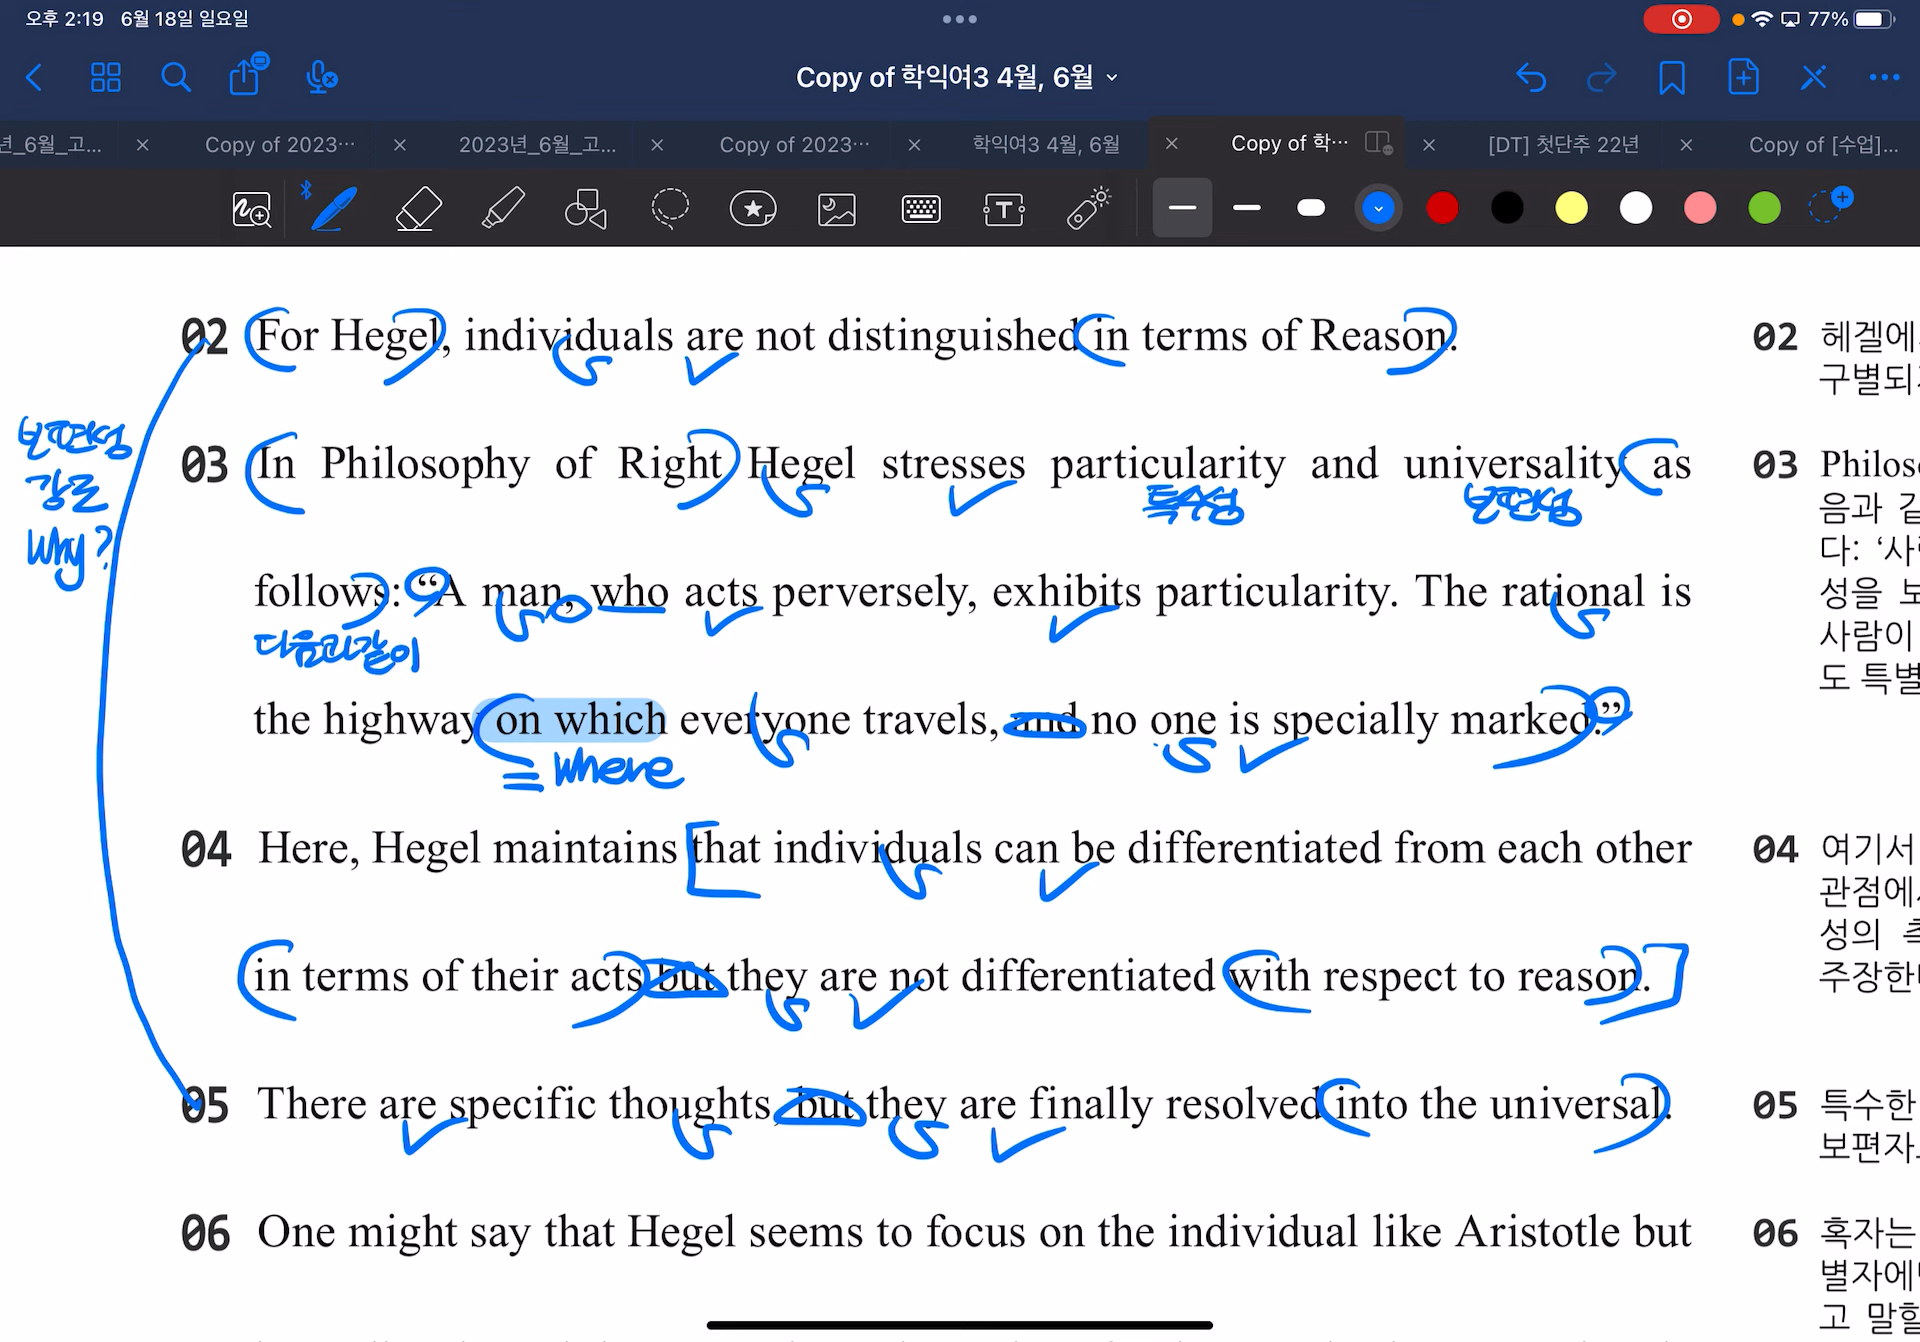 오후 2:19 6월 18일 일요일
77%
Copy of 학익여3 4월, 6월
년_6월_고...
Copy of 2023...
2023년_6월_고...
Copy of 2023...
학익여3 4월, 6월
Copy of 학...
[DT] 첫단추 22년
Copy of [수업]...
02 For Hegel, individuals are not distinguished in terms of Reason.
S S
02 헤겔에
구별되
보편성
강조
Why?
03 In Philosophy of Right Hegel stresses particularity and universality as
S 특수성 보편성
follows: “A man, who acts perversely, exhibits particularity. The rational is
다음과 같이 S S
the highway on which everyone travels, and no one is specially marked.”
= where S S
03 Philos
음과 같
다: ‘사
성을 보
사람이
도 특별
04 Here, Hegel maintains that individuals can be differentiated from each other
S
in terms of their acts but they are not differentiated with respect to reason.
S
04 여기서
관점에
성의 측
주장한
05 There are specific thoughts, but they are finally resolved into the universal.
S S
05 특수한
보편자
06 One might say that Hegel seems to focus on the individual like Aristotle but
06 혹자는
별자에
고 말할